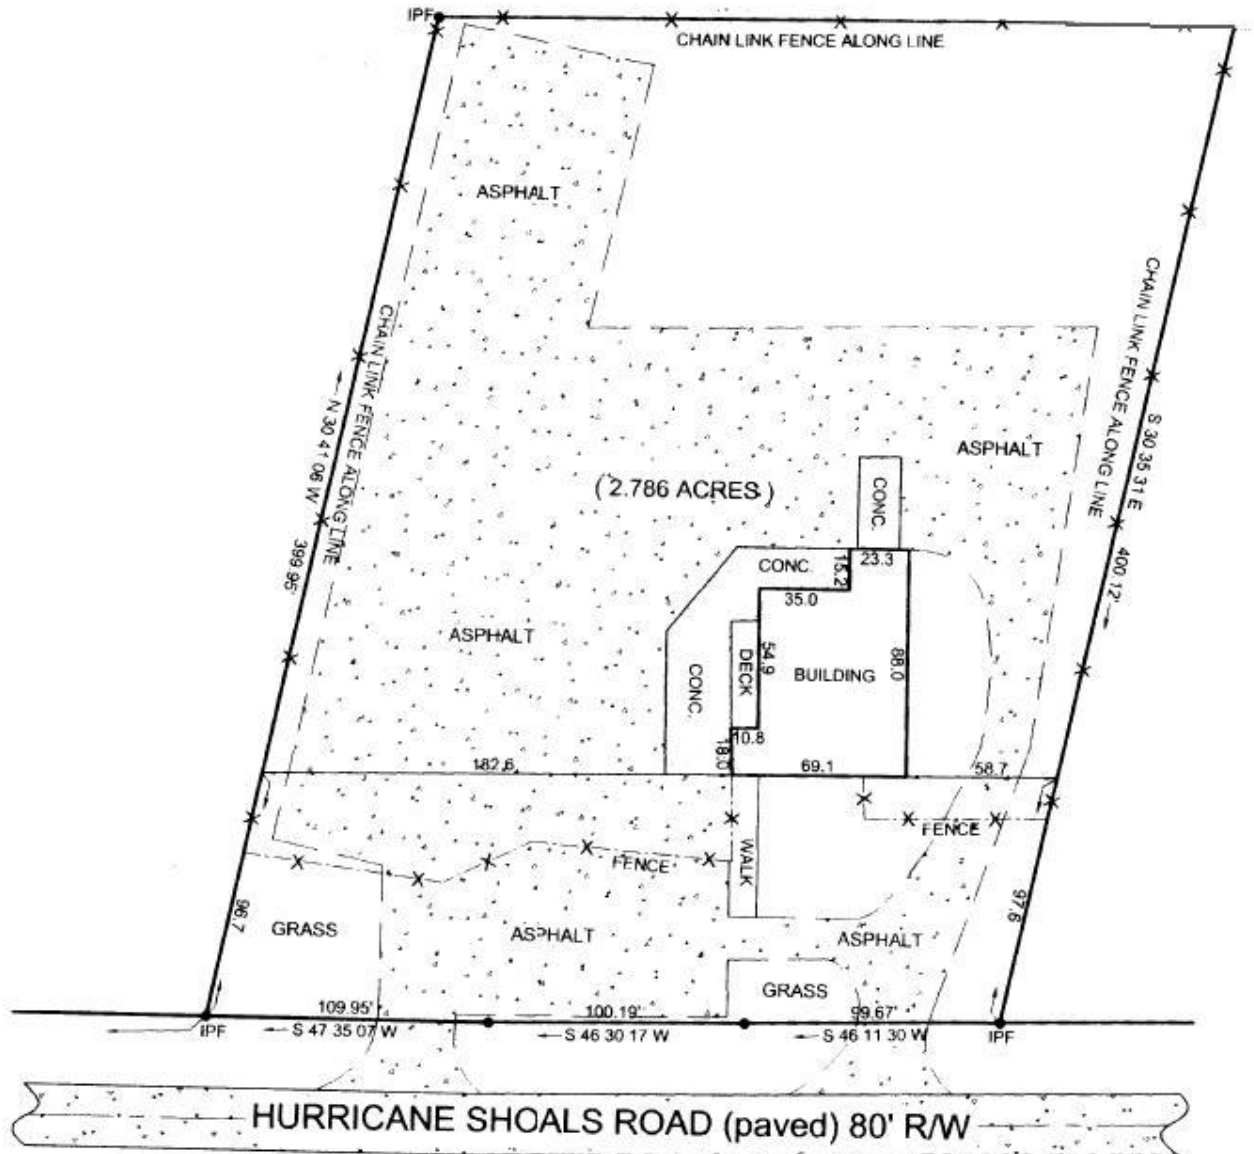 IPF
CHAIN LINK FENCE ALONG LINE
ASPHALT
CHAIN LINK FENCE ALONG LINE
N 30 41 06 W
399.95'
CHAIN LINK FENCE ALONG LINE
S 30 35 31 E
400.12'
ASPHALT
(2.786 ACRES)
CONC.
CONC.
15.2
23.3
35.0
ASPHALT
CONC.
DECK
54.9
BUILDING
88.0
10.8
18.0
182.6
69.1
58.7
FENCE
FENCE
WALK
96.7
97.6
GRASS
ASPHALT
ASPHALT
GRASS
109.95'
100.19'
99.67'
IPF
S 47 35 07 W
S 46 30 17 W
S 46 11 30 W
IPF
HURRICANE SHOALS ROAD (paved) 80' R/W